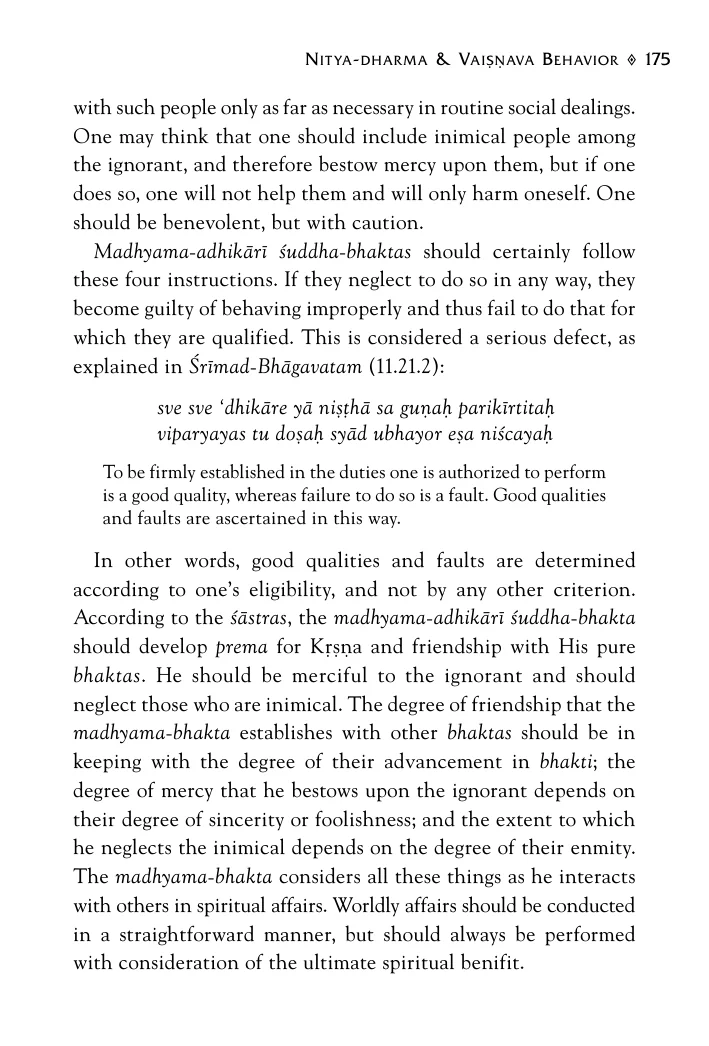 NITYA-DHARMA & VAIṢṆAVA BEHAVIOR ◈ 175
with such people only as far as necessary in routine social dealings.
One may think that one should include inimical people among
the ignorant, and therefore bestow mercy upon them, but if one
does so, one will not help them and will only harm oneself. One
should be benevolent, but with caution.
Madhyama-adhikārī śuddha-bhaktas should certainly follow
these four instructions. If they neglect to do so in any way, they
become guilty of behaving improperly and thus fail to do that for
which they are qualified. This is considered a serious defect, as
explained in Śrīmad-Bhāgavatam (11.21.2):
sve sve ‘dhikāre yā niṣṭhā sa guṇaḥ parikīrtitaḥ
viparyayas tu doṣaḥ syād ubhayor eṣa niścayaḥ
To be firmly established in the duties one is authorized to perform
is a good quality, whereas failure to do so is a fault. Good qualities
and faults are ascertained in this way.
In other words, good qualities and faults are determined
according to one’s eligibility, and not by any other criterion.
According to the śāstras, the madhyama-adhikārī śuddha-bhakta
should develop prema for Kṛṣṇa and friendship with His pure
bhaktas. He should be merciful to the ignorant and should
neglect those who are inimical. The degree of friendship that the
madhyama-bhakta establishes with other bhaktas should be in
keeping with the degree of their advancement in bhakti; the
degree of mercy that he bestows upon the ignorant depends on
their degree of sincerity or foolishness; and the extent to which
he neglects the inimical depends on the degree of their enmity.
The madhyama-bhakta considers all these things as he interacts
with others in spiritual affairs. Worldly affairs should be conducted
in a straightforward manner, but should always be performed
with consideration of the ultimate spiritual benifit.